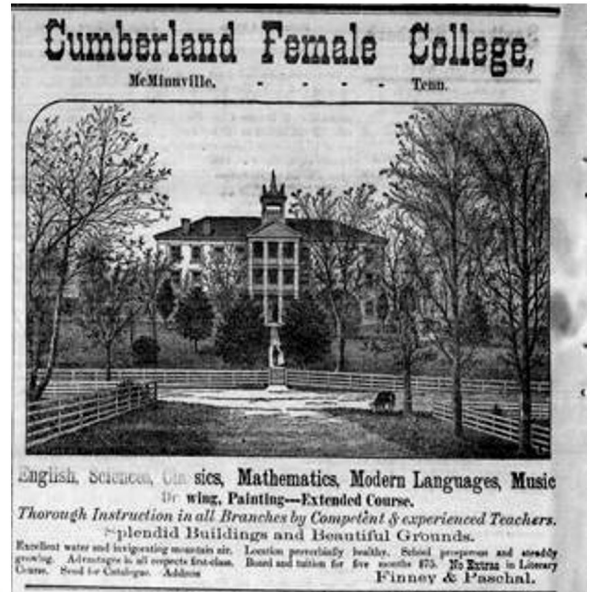 Cumberland Female College,
McMinnville, - - - - Tenn.
English, Sciences, Classics, Mathematics, Modern Languages, Music
Drawing, Painting—Extended Course.
Thorough Instruction in all Branches by Competent & experienced Teachers.
Splendid Buildings and Beautiful Grounds.
Excellent water and invigorating mountain air. Location proverbially healthy. School prosperous and steadily
growing. Advantages in all respects first-class. Board and tuition for five months $75. No Extras in Literary
Course. Send for Catalogue. Address Finney & Paschal.